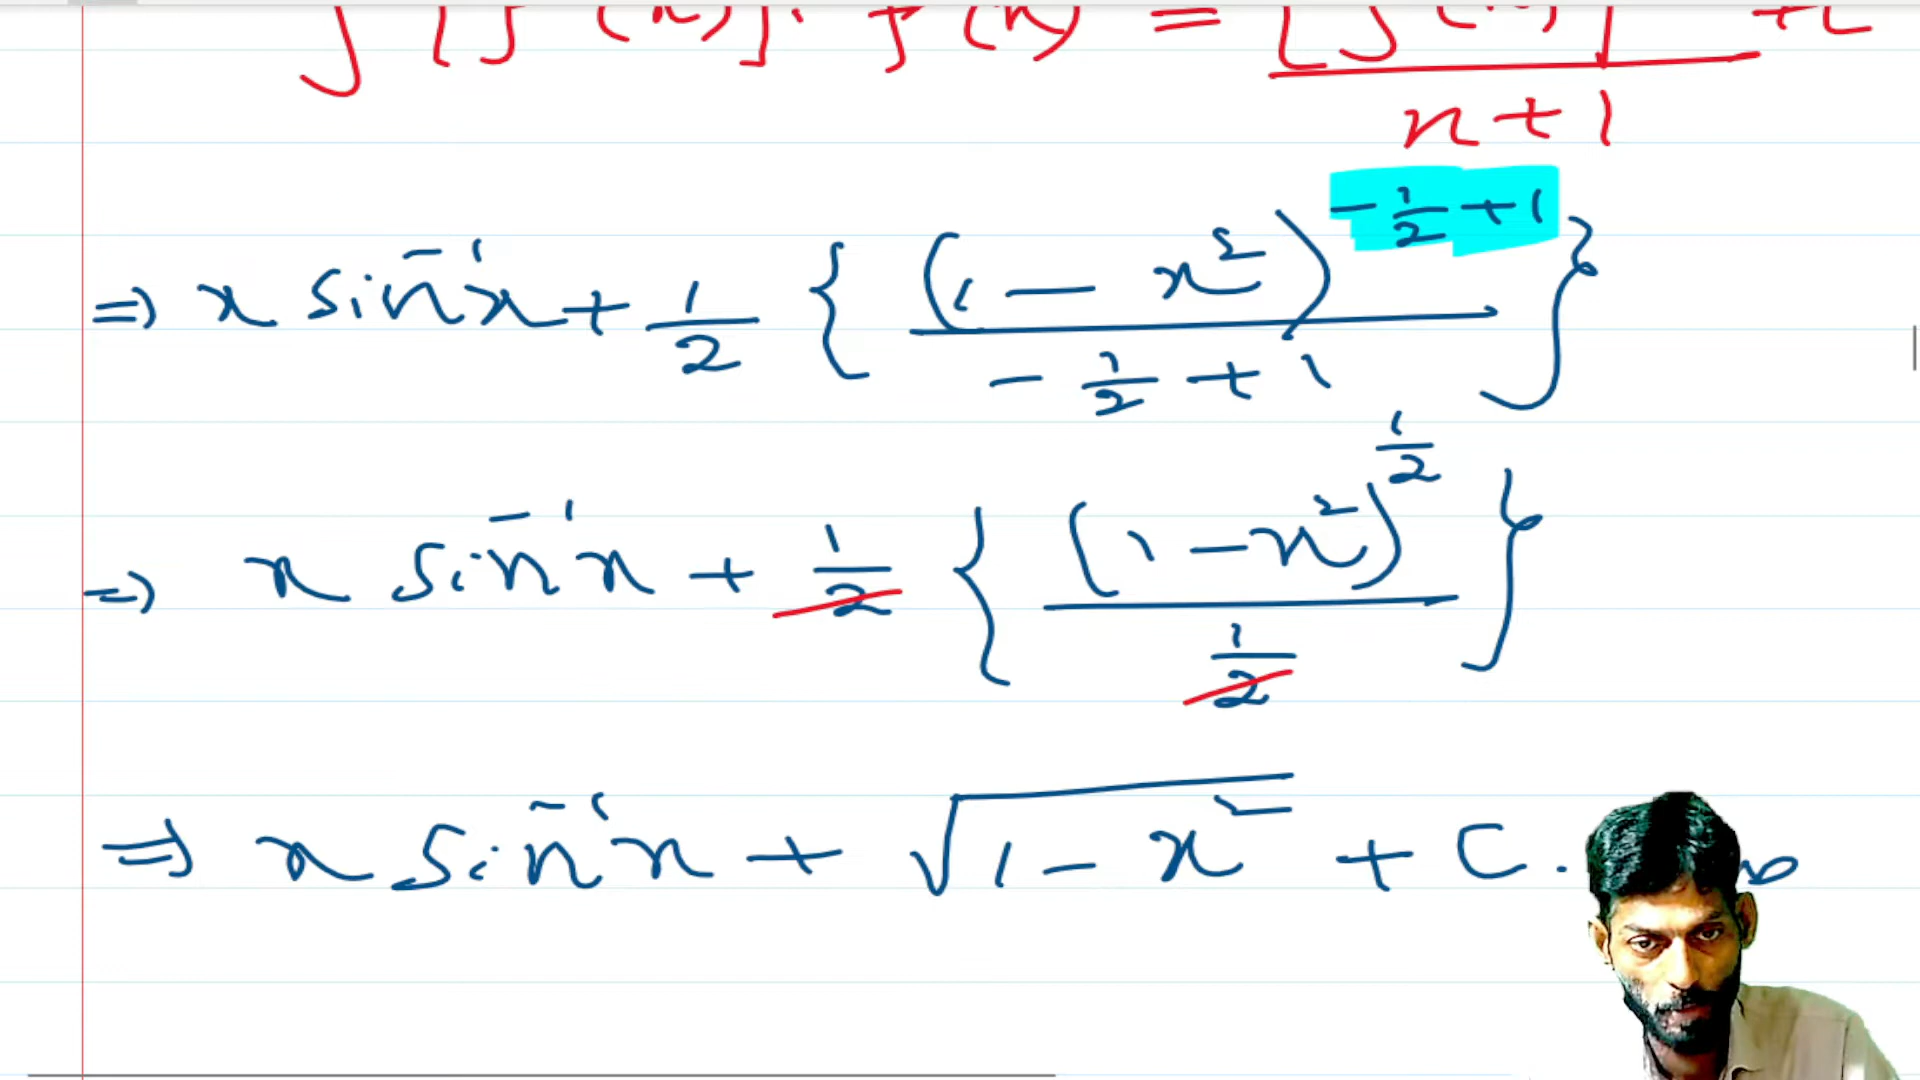 ∫ [f(x)]. f(x) = [f(x)] + c
n + 1
⇒ x sin⁻¹x + 1/2 { (1 - x²)^(-1/2 + 1) / (-1/2 + 1) }
⇒ x sin⁻¹x + 1/2 { (1 - x²)^(1/2) / (1/2) }
⇒ x sin⁻¹x + √(1 - x²) + C.